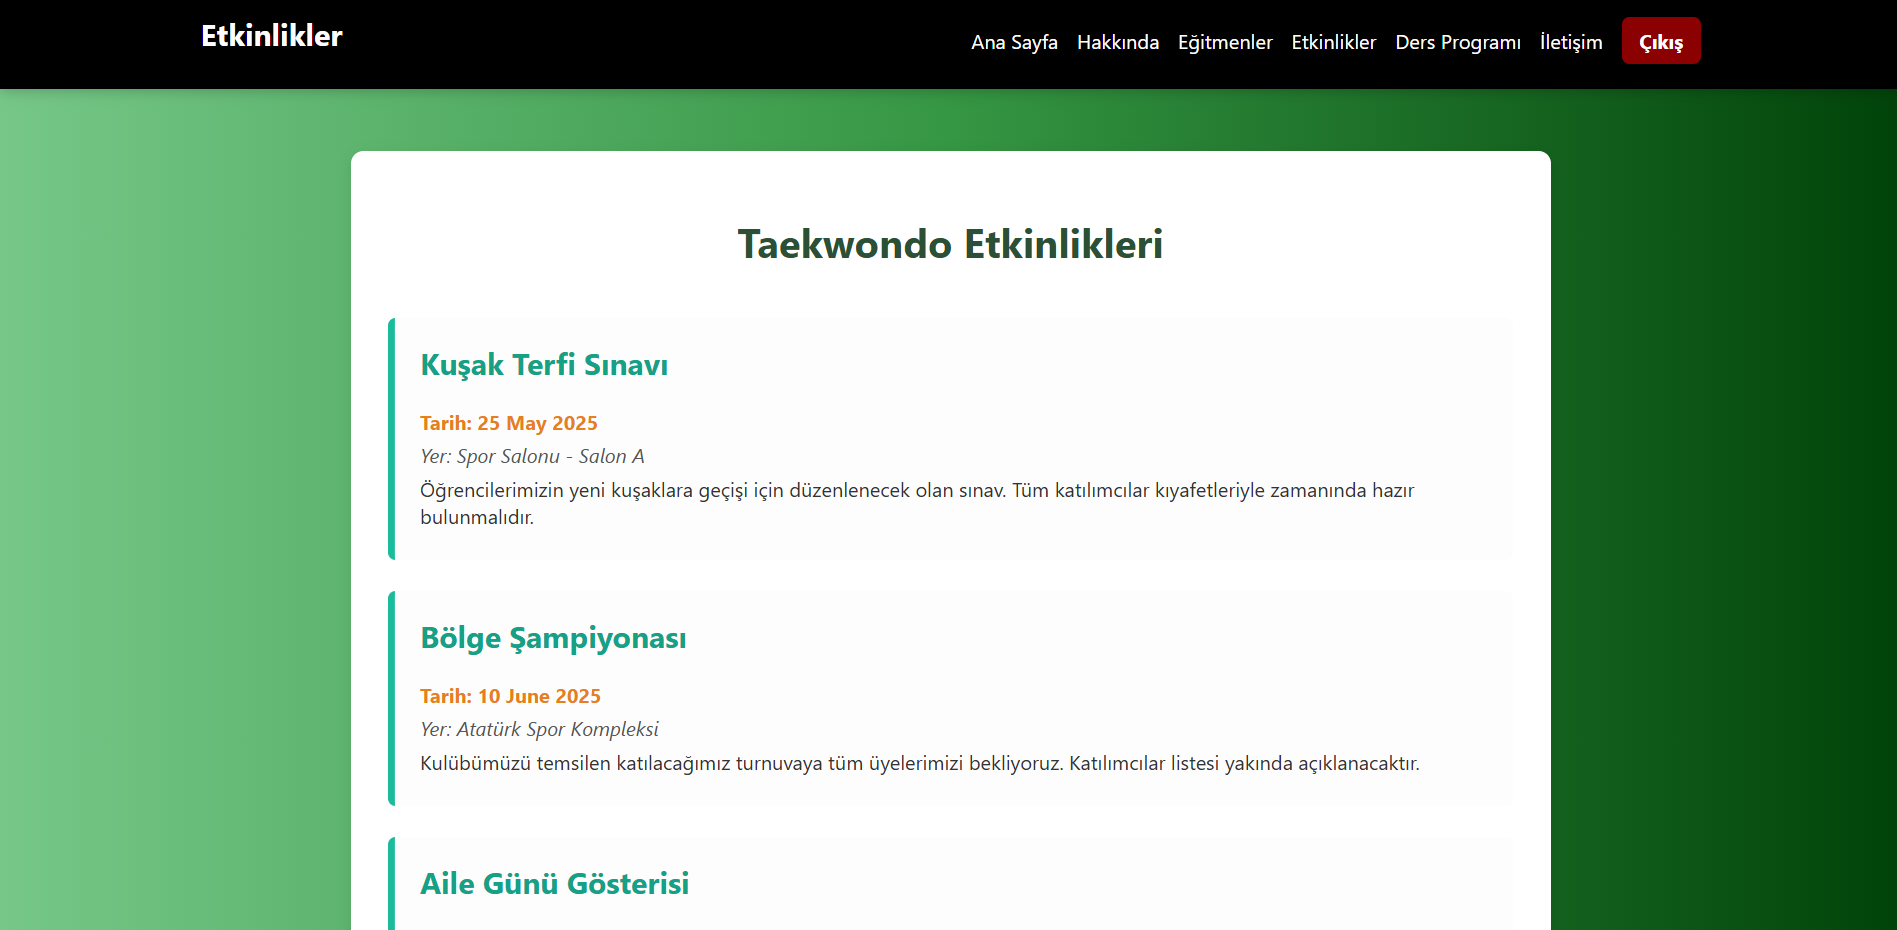 Etkinlikler
Ana Sayfa Hakkında Eğitmenler Etkinlikler Ders Programı İletişim Çıkış
Taekwondo Etkinlikleri
Kuşak Terfi Sınavı
Tarih: 25 May 2025
Yer: Spor Salonu - Salon A
Öğrencilerimizin yeni kuşaklara geçişi için düzenlenecek olan sınav. Tüm katılımcılar kıyafetleriyle zamanında hazır
bulunmalıdır.
Bölge Şampiyonası
Tarih: 10 June 2025
Yer: Atatürk Spor Kompleksi
Kulübümüzü temsilen katılacağımız turnuvaya tüm üyelerimizi bekliyoruz. Katılımcılar listesi yakında açıklanacaktır.
Aile Günü Gösterisi